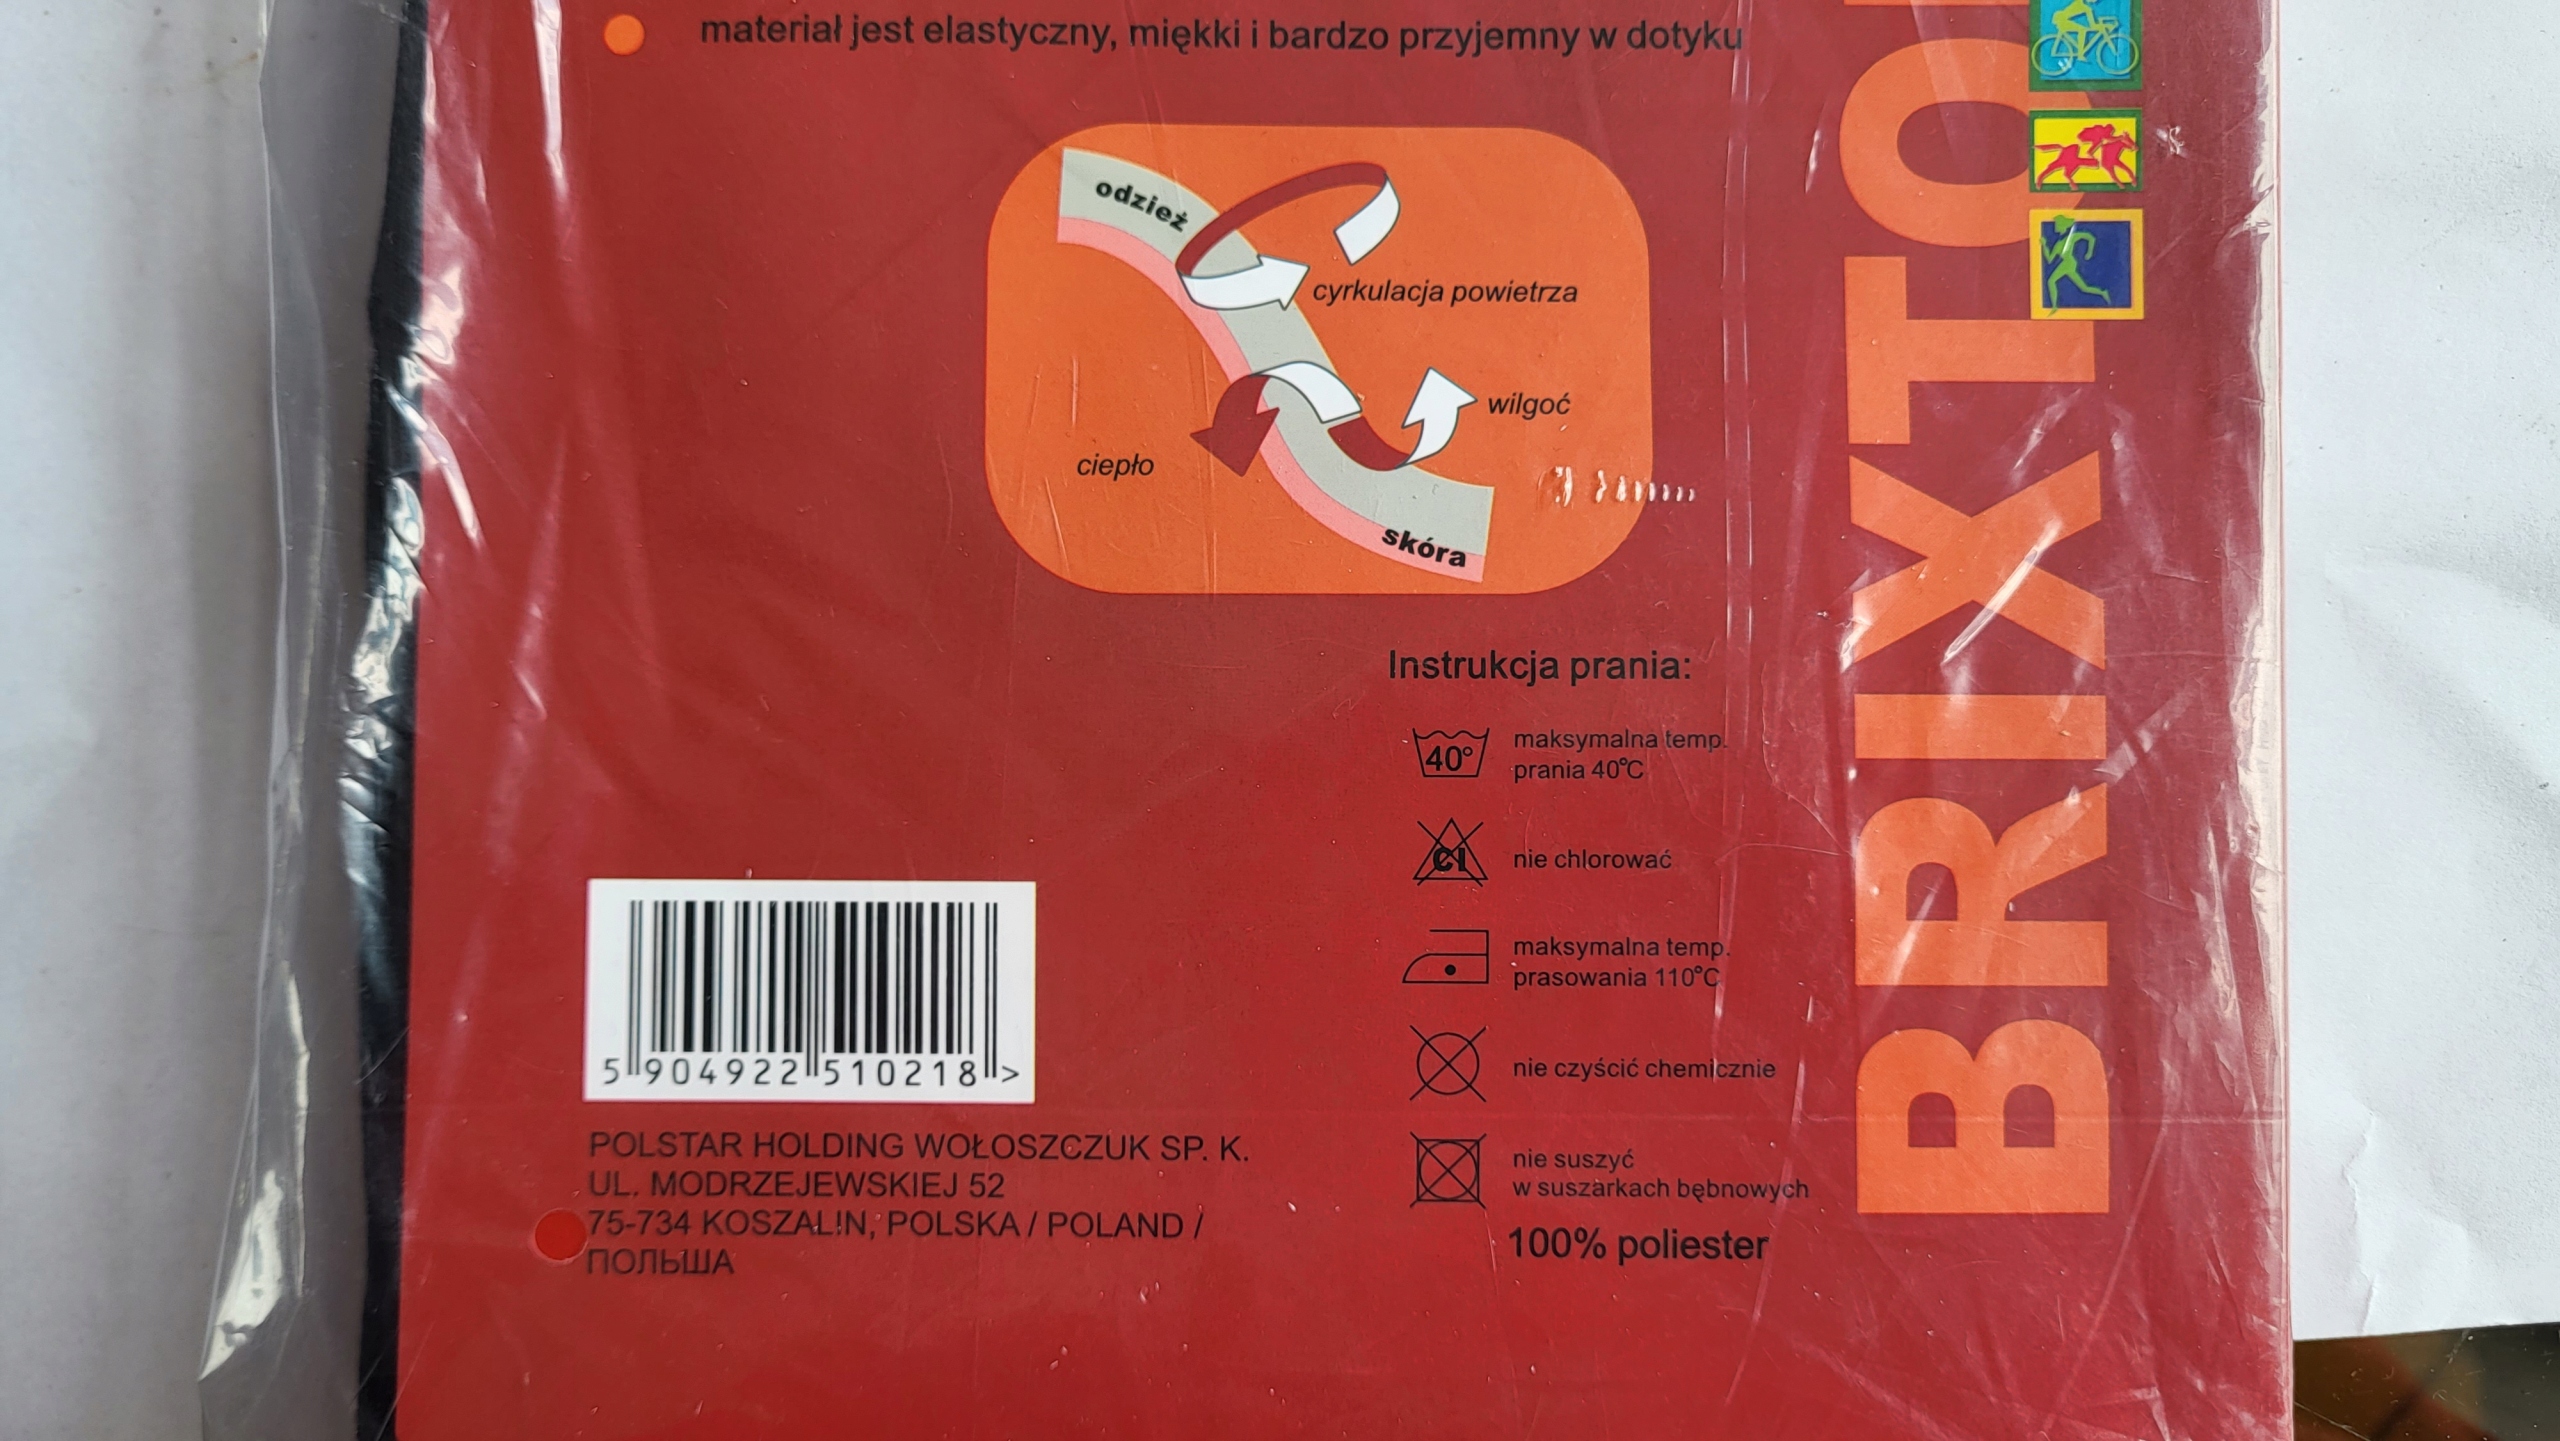 materiał jest elastyczny, miękki i bardzo przyjemny w dotyku
odzież
cyrkulacja powietrza
wilgoć
ciepło
skóra
Instrukcja prania:
40°
maksymalna temp.
prania 40°C
Cl
nie chlorować
maksymalna temp.
prasowania 110°C
nie czyścić chemicznie
nie suszyć
w suszarkach bębnowych
100% poliester
5 904922 510218 >
POLSTAR HOLDING WOŁOSZCZUK SP. K.
UL. MODRZEJEWSKIEJ 52
75-734 KOSZALIN, POLSKA / POLAND /
ПОЛЬША
BRIXTO